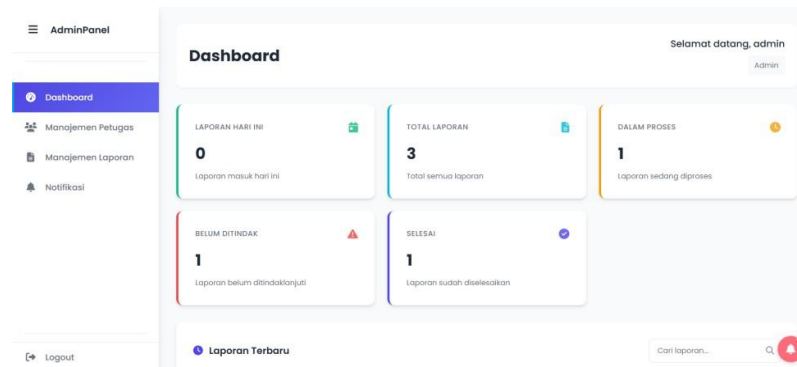 AdminPanel
Dashboard
Manajemen Petugas
Manajemen Laporan
Notifikasi
Logout
Dashboard
Selamat datang, admin
Admin
LAPORAN HARI INI
0
Laporan masuk hari ini
TOTAL LAPORAN
3
Total semua laporan
DALAM PROSES
1
Laporan sedang diproses
BELUM DITINDAK
1
Laporan belum ditindaklanjuti
SELESAI
1
Laporan sudah diselesaikan
Laporan Terbaru
Cari laporan...